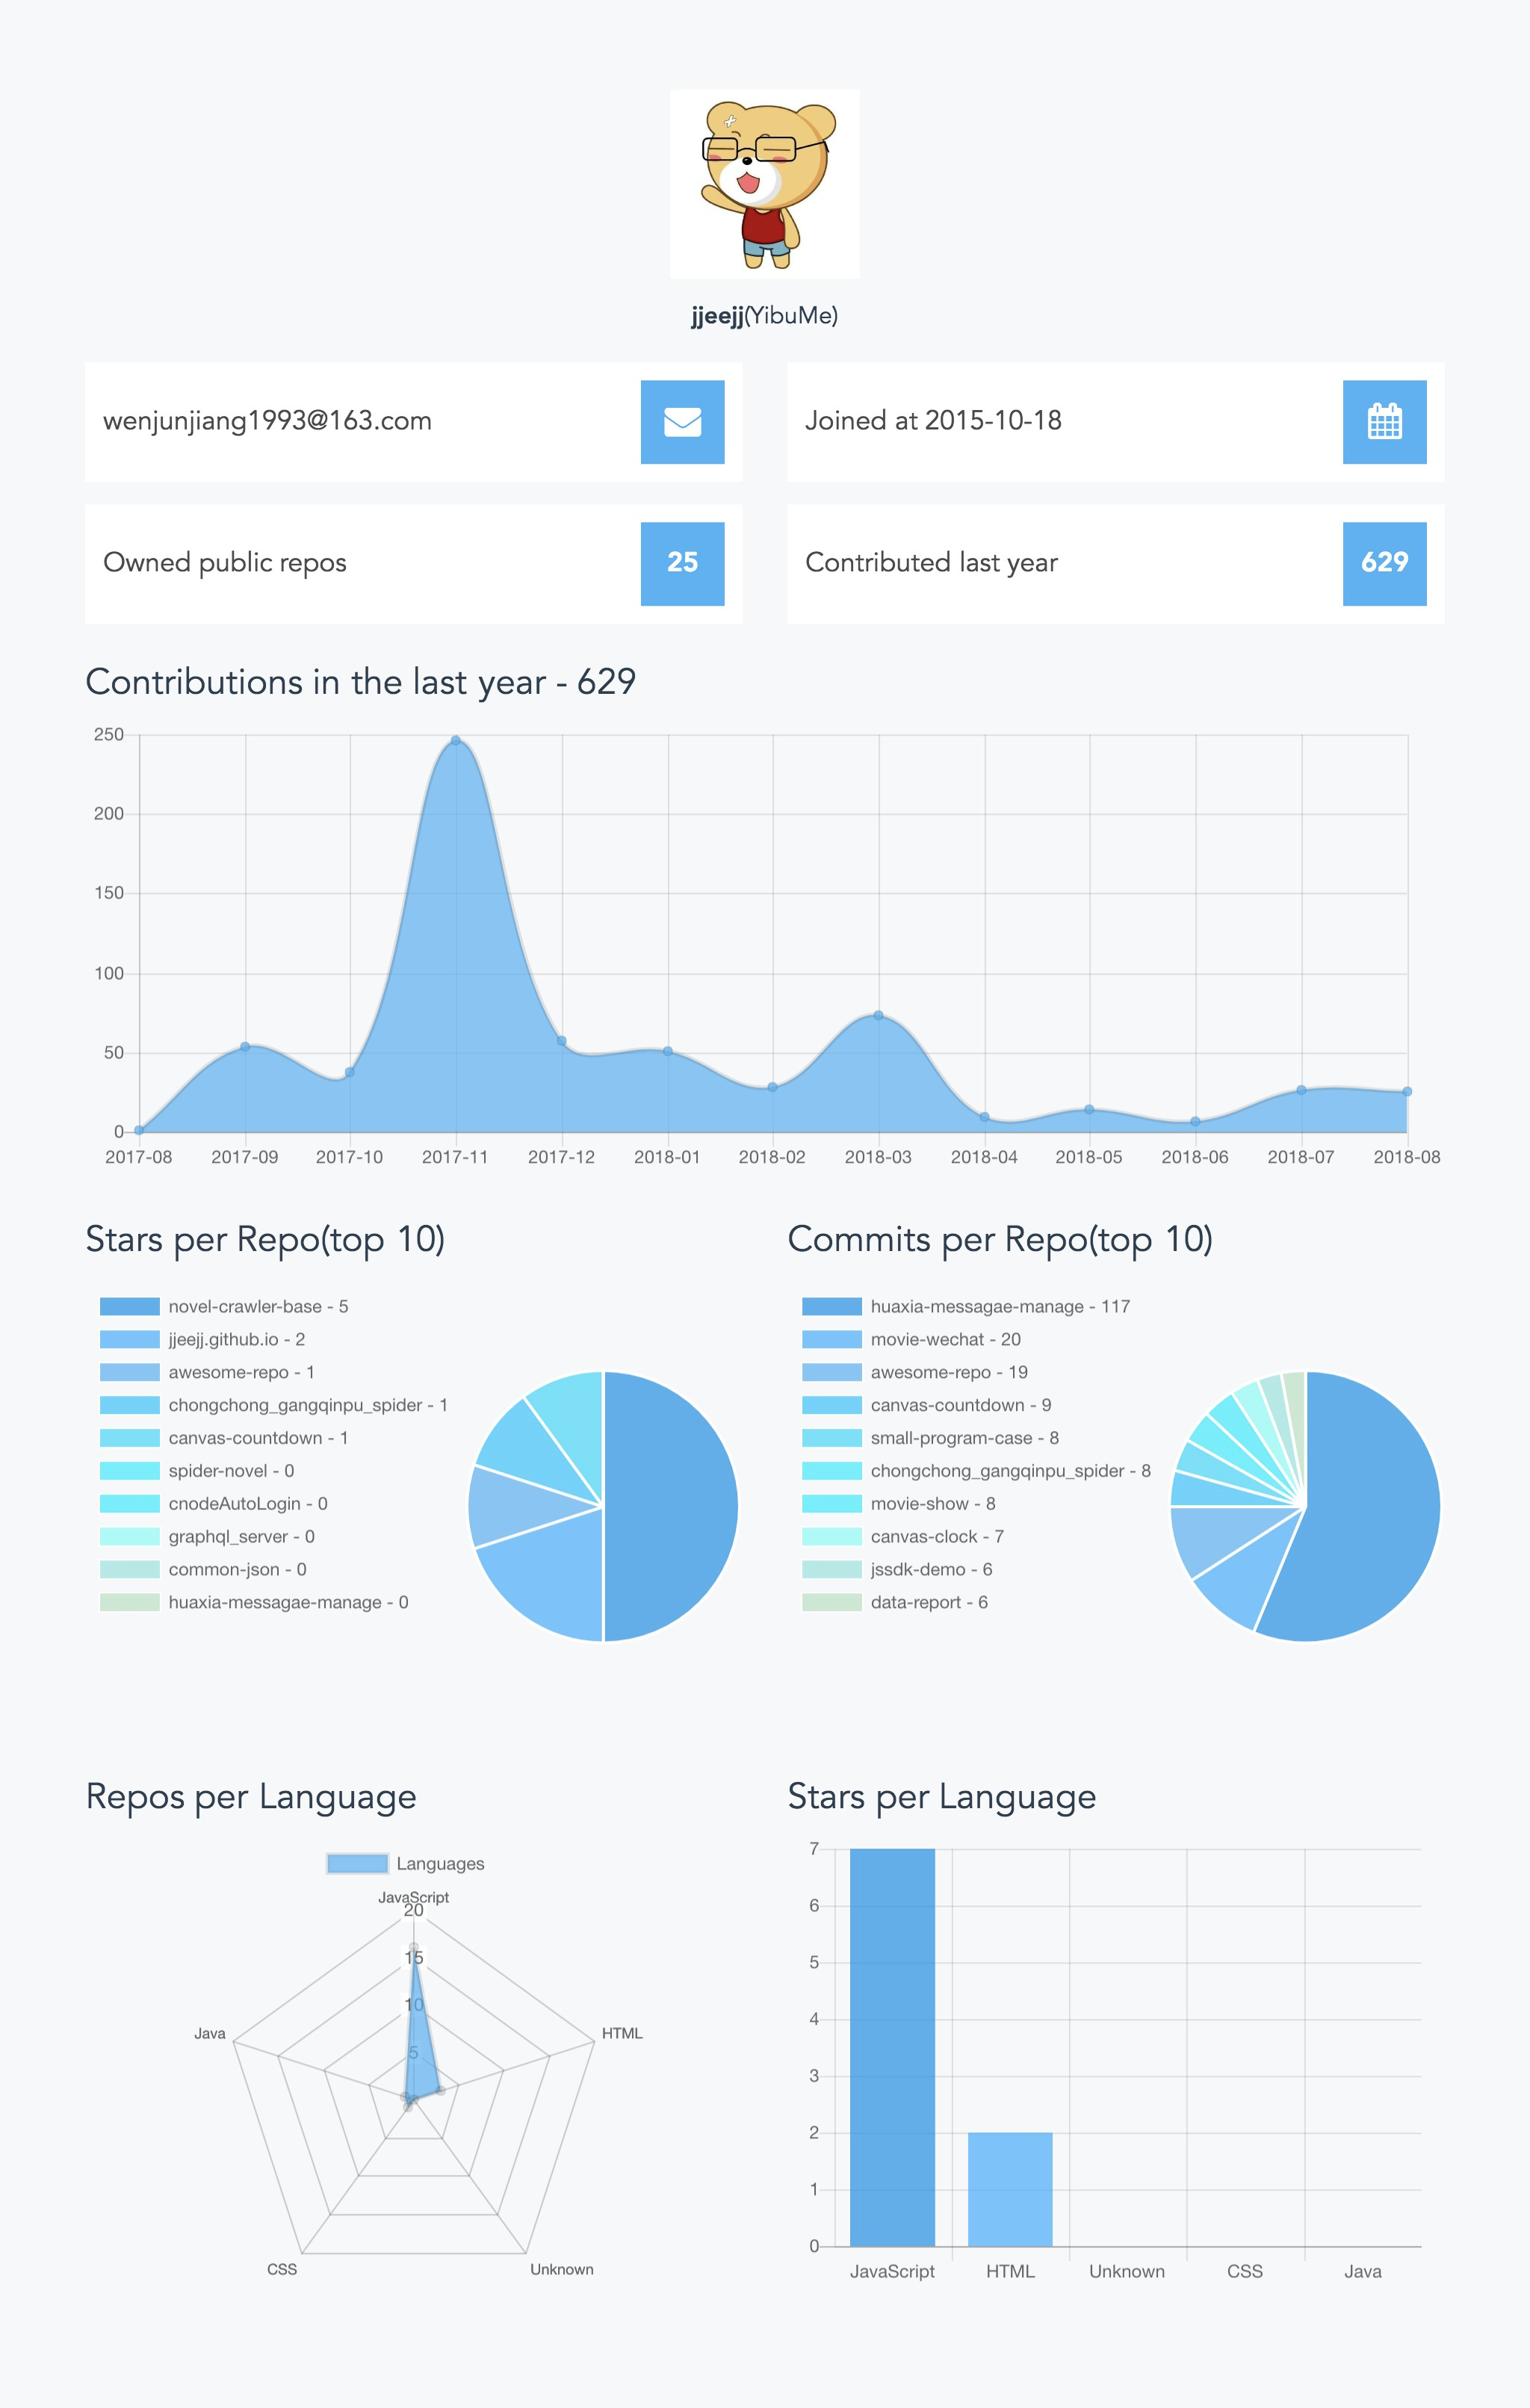 jjeejj(YibuMe)
wenjunjiang1993@163.com
Joined at 2015-10-18
Owned public repos
25
Contributed last year
629
Contributions in the last year - 629
250
200
150
100
50
0
2017-08 2017-09 2017-10 2017-11 2017-12 2018-01 2018-02 2018-03 2018-04 2018-05 2018-06 2018-07 2018-08
Stars per Repo(top 10)
novel-crawler-base - 5
jjeejj.github.io - 2
awesome-repo - 1
chongchong_gangqinpu_spider - 1
canvas-countdown - 1
spider-novel - 0
cnodeAutoLogin - 0
graphql_server - 0
common-json - 0
huaxia-messagae-manage - 0
Commits per Repo(top 10)
huaxia-messagae-manage - 117
movie-wechat - 20
awesome-repo - 19
canvas-countdown - 9
small-program-case - 8
chongchong_gangqinpu_spider - 8
movie-show - 8
canvas-clock - 7
jssdk-demo - 6
data-report - 6
Repos per Language
Languages
JavaScript
20
15
10
5
Java
HTML
CSS
Unknown
Stars per Language
7
6
5
4
3
2
1
0
JavaScript HTML Unknown CSS Java